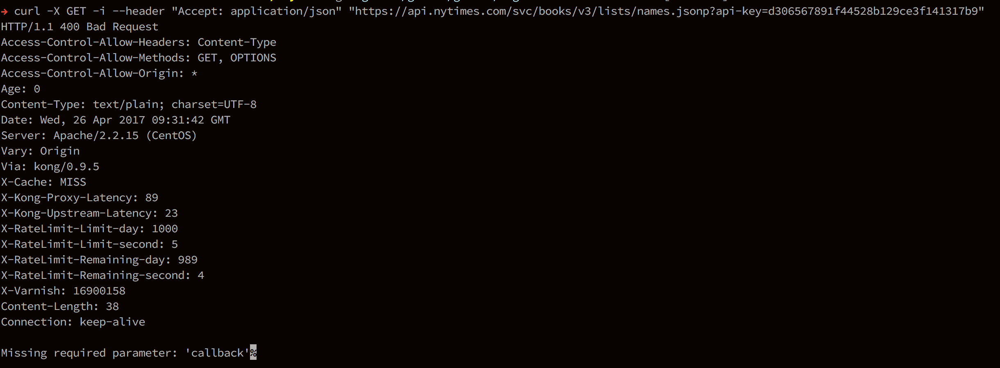 → curl -X GET -i --header "Accept: application/json" "https://api.nytimes.com/svc/books/v3/lists/names.jsonp?api-key=d306567891f44528b129ce3f141317b9"
HTTP/1.1 400 Bad Request
Access-Control-Allow-Headers: Content-Type
Access-Control-Allow-Methods: GET, OPTIONS
Access-Control-Allow-Origin: *
Age: 0
Content-Type: text/plain; charset=UTF-8
Date: Wed, 26 Apr 2017 09:31:42 GMT
Server: Apache/2.2.15 (CentOS)
Vary: Origin
Via: kong/0.9.5
X-Cache: MISS
X-Kong-Proxy-Latency: 89
X-Kong-Upstream-Latency: 23
X-RateLimit-Limit-day: 1000
X-RateLimit-Limit-second: 5
X-RateLimit-Remaining-day: 989
X-RateLimit-Remaining-second: 4
X-Varnish: 16900158
Content-Length: 38
Connection: keep-alive

Missing required parameter: 'callback'%